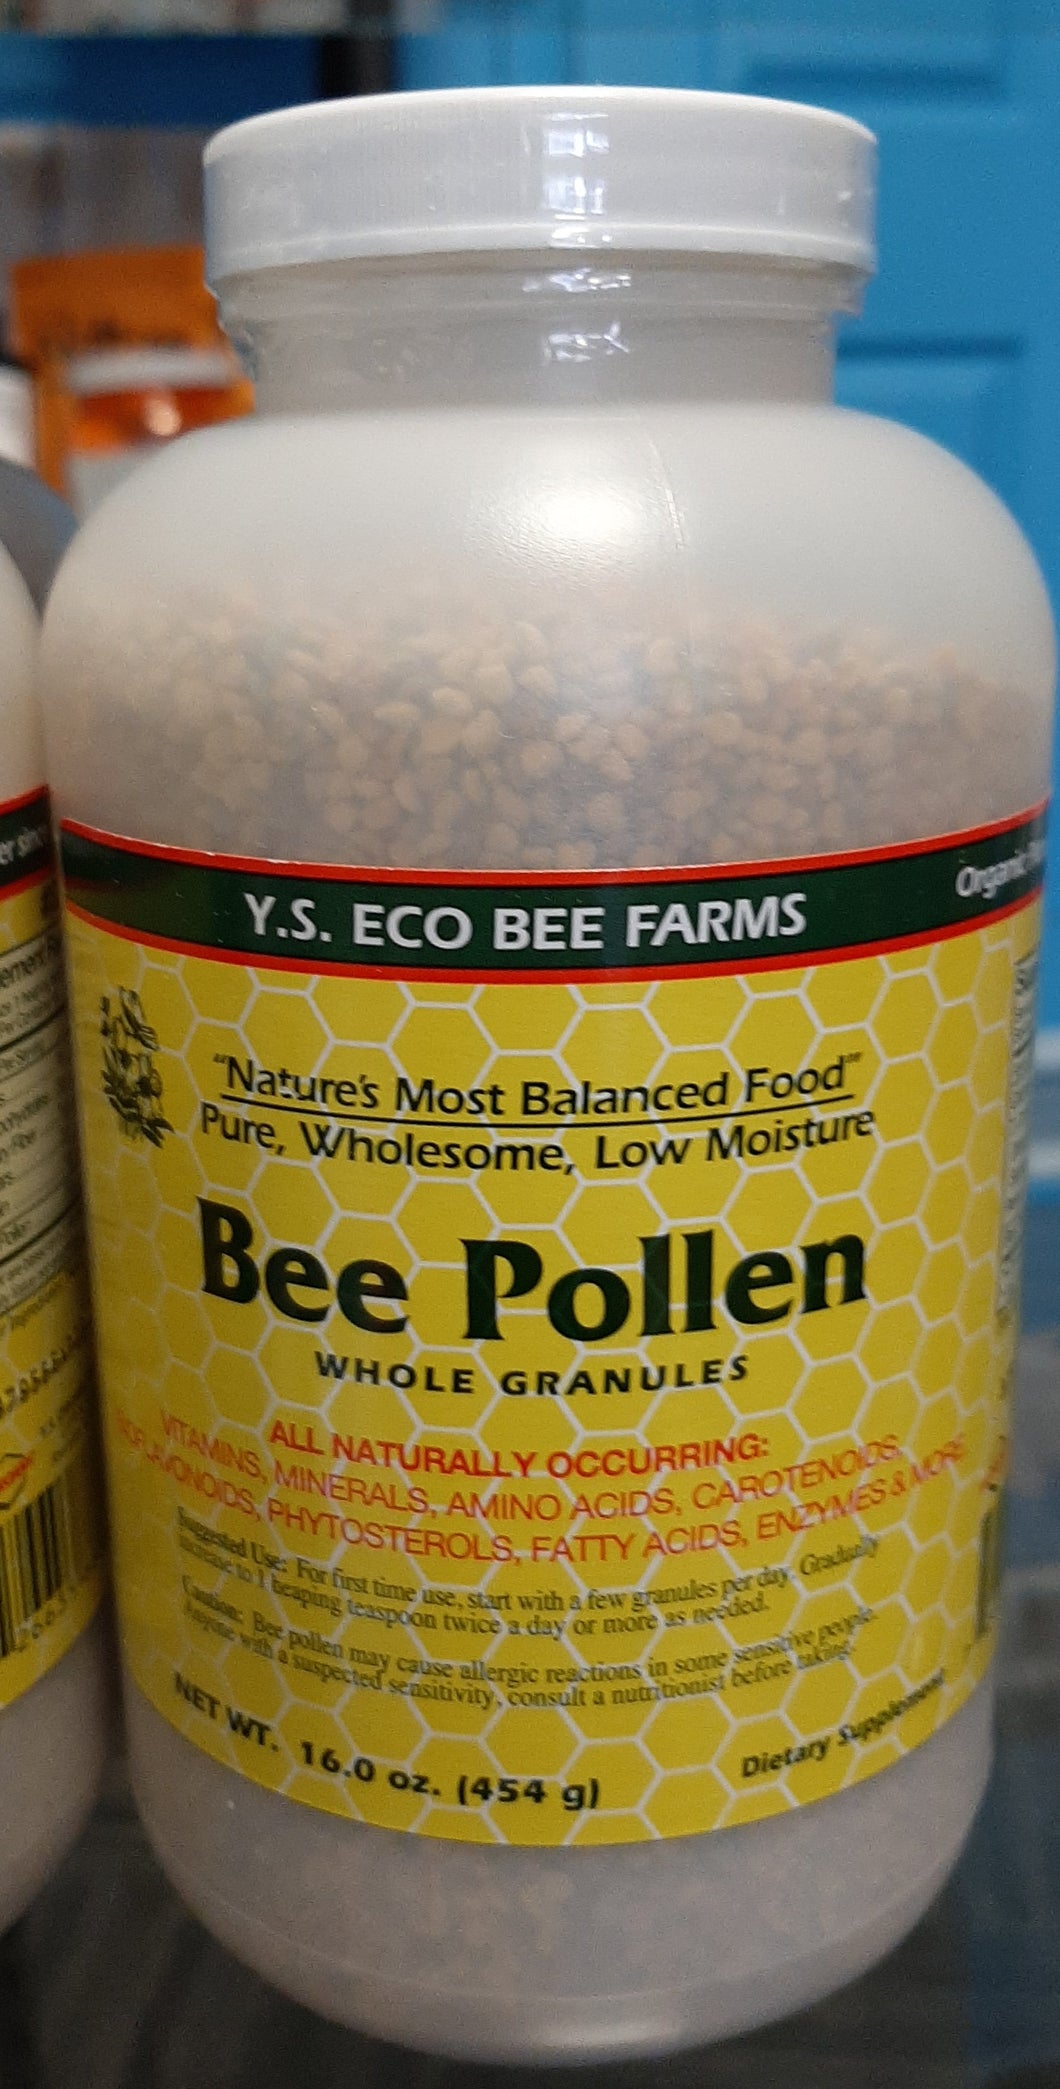 Y.S. ECO BEE FARMS
Organic
"Nature's Most Balanced Food"
Pure, Wholesome, Low Moisture
Bee Pollen
WHOLE GRANULES
ALL NATURALLY OCCURRING:
VITAMINS, MINERALS, AMINO ACIDS, CAROTENOIDS,
BIOFLAVONOIDS, PHYTOSTEROLS, FATTY ACIDS, ENZYMES & MORE
Suggested Use: For first time use, start with a few granules per day. Gradually
increase to 1 heaping teaspoon twice a day or more as needed.
Caution: Bee pollen may cause allergic reactions in some sensitive people.
Anyone with a suspected sensitivity, consult a nutritionist before taking.
NET WT. 16.0 oz. (454 g)
Dietary Supplement